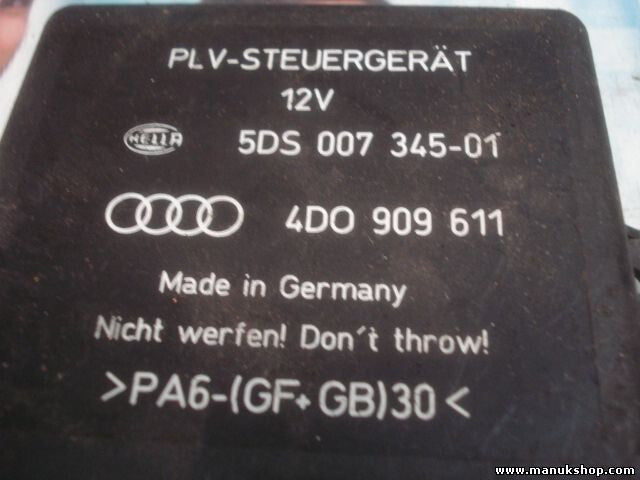 PLV-STEUERGERÄT
12V
HELLA 5DS 007 345-01
4D0 909 611
Made in Germany
Nicht werfen! Don't throw!
>PA6-(GF+GB)30<
www.manukshop.com